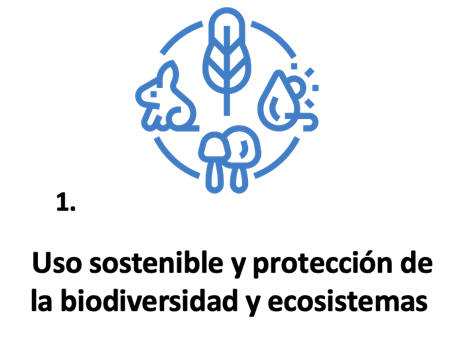 1.
Uso sostenible y protección de
la biodiversidad y ecosistemas